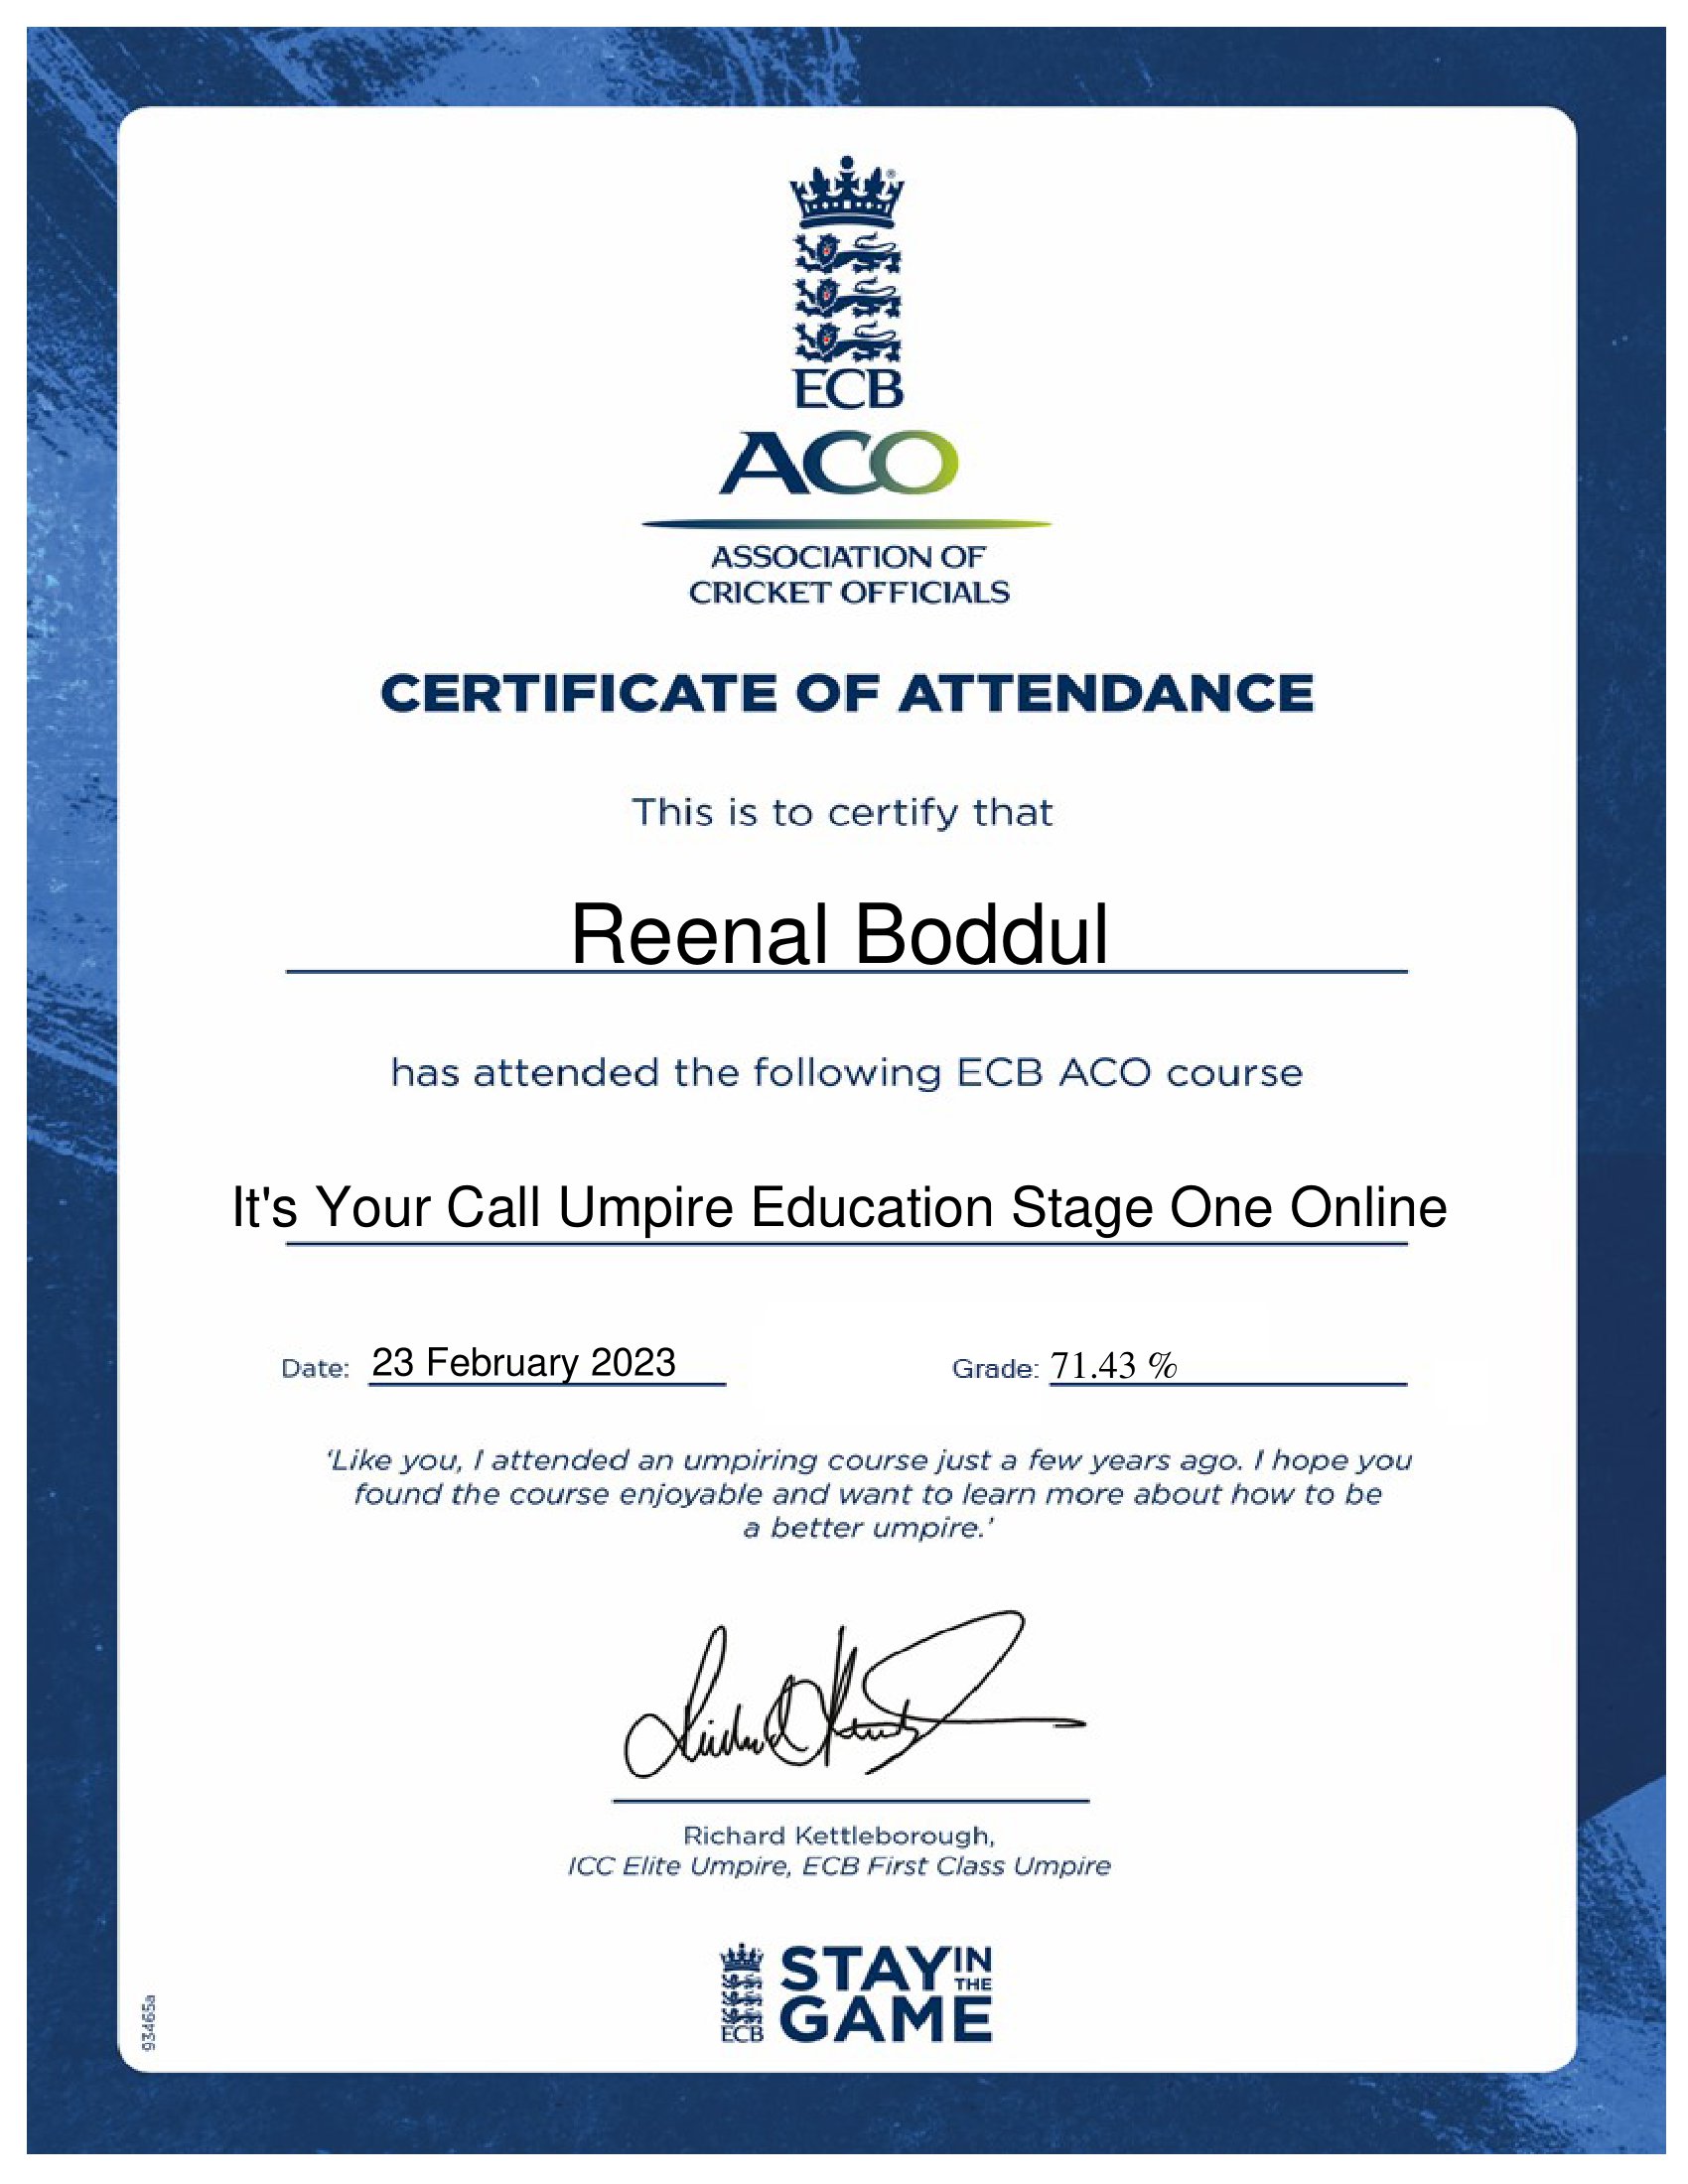 ECB
ACO
ASSOCIATION OF
CRICKET OFFICIALS
CERTIFICATE OF ATTENDANCE
This is to certify that
Reenal Boddul
has attended the following ECB ACO course
It's Your Call Umpire Education Stage One Online
Date: 23 February 2023
Grade: 71.43 %
‘Like you, I attended an umpiring course just a few years ago. I hope you
found the course enjoyable and want to learn more about how to be
a better umpire.’
Richard Kettleborough,
ICC Elite Umpire, ECB First Class Umpire
ECB
STAY IN THE
GAME
93465a